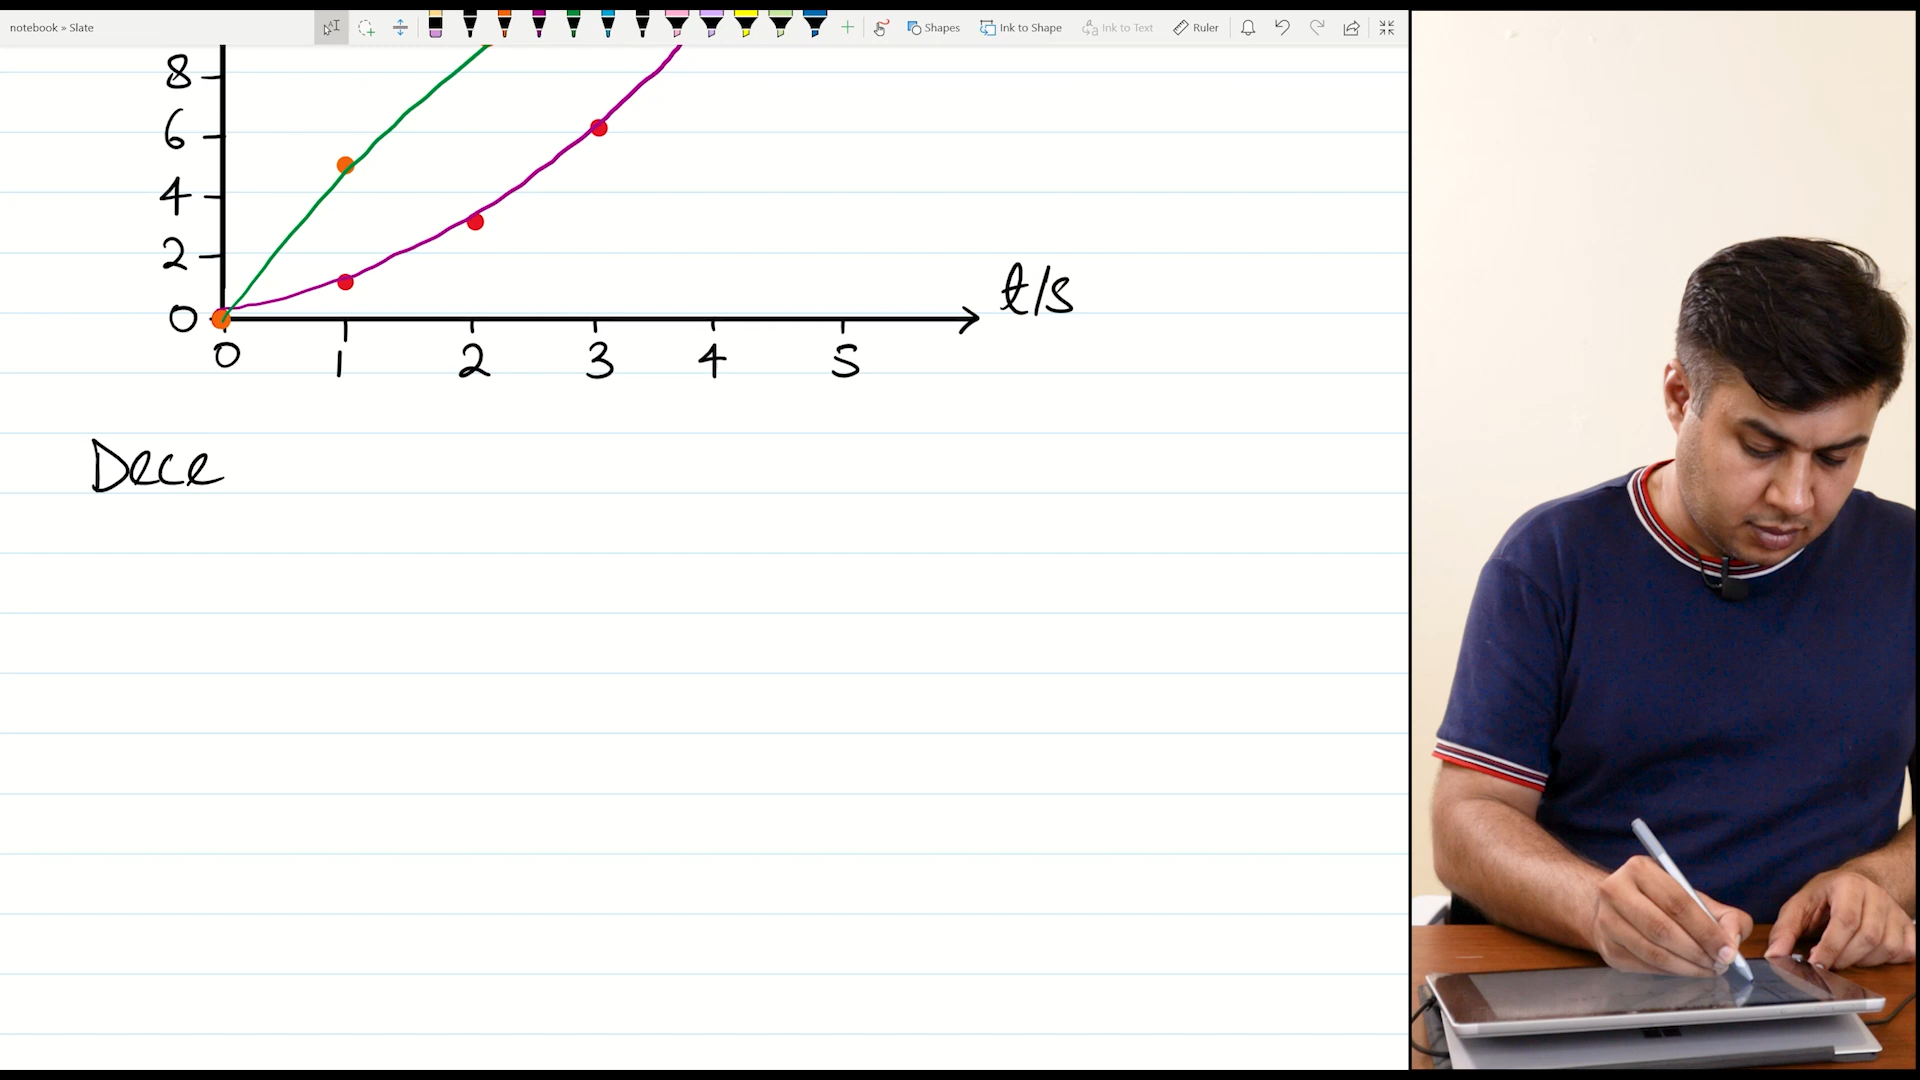 notebook » Slate
Shapes
Ink to Shape
Ink to Text
Ruler
8
6
4
2
0
t/s
0 1 2 3 4 5
Dece